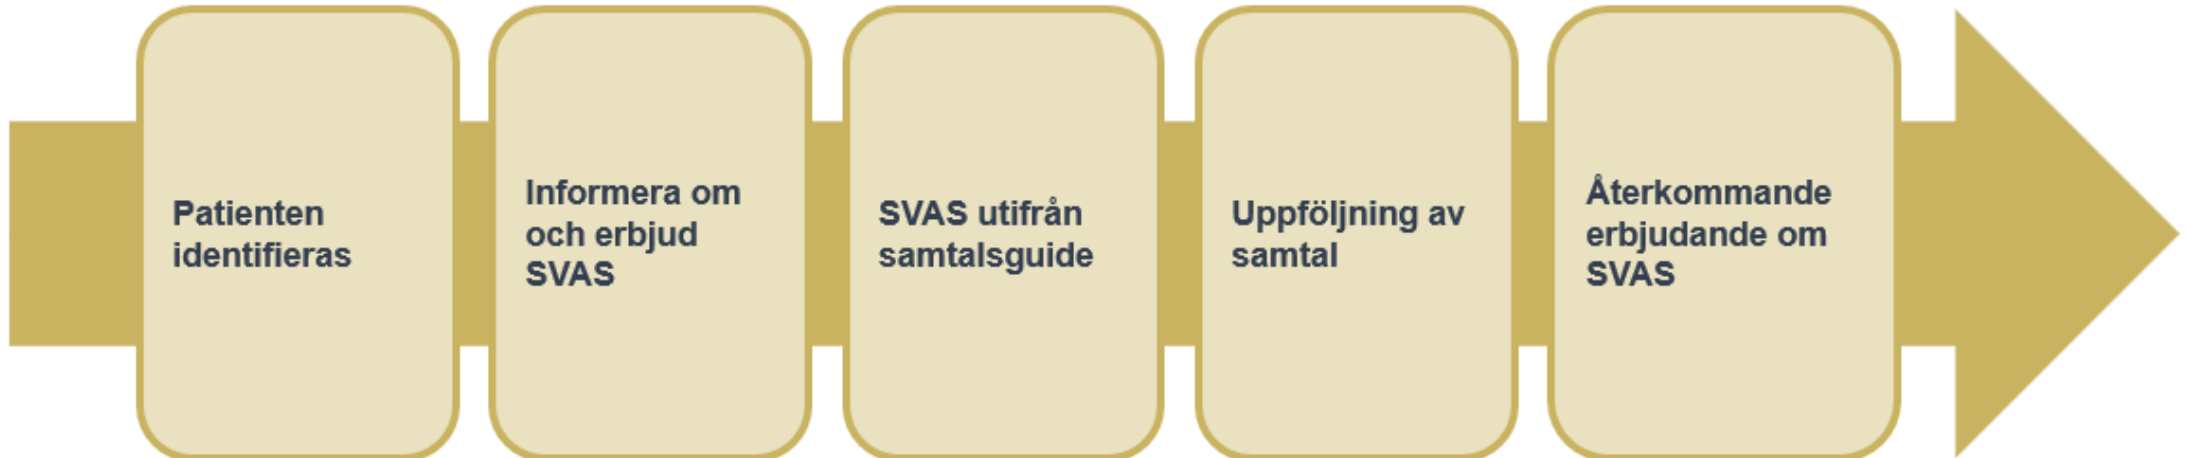 Patienten
identifieras
Informera om
och erbjud
SVAS
SVAS utifrån
samtalsguide
Uppföljning av
samtal
Återkommande
erbjudande om
SVAS